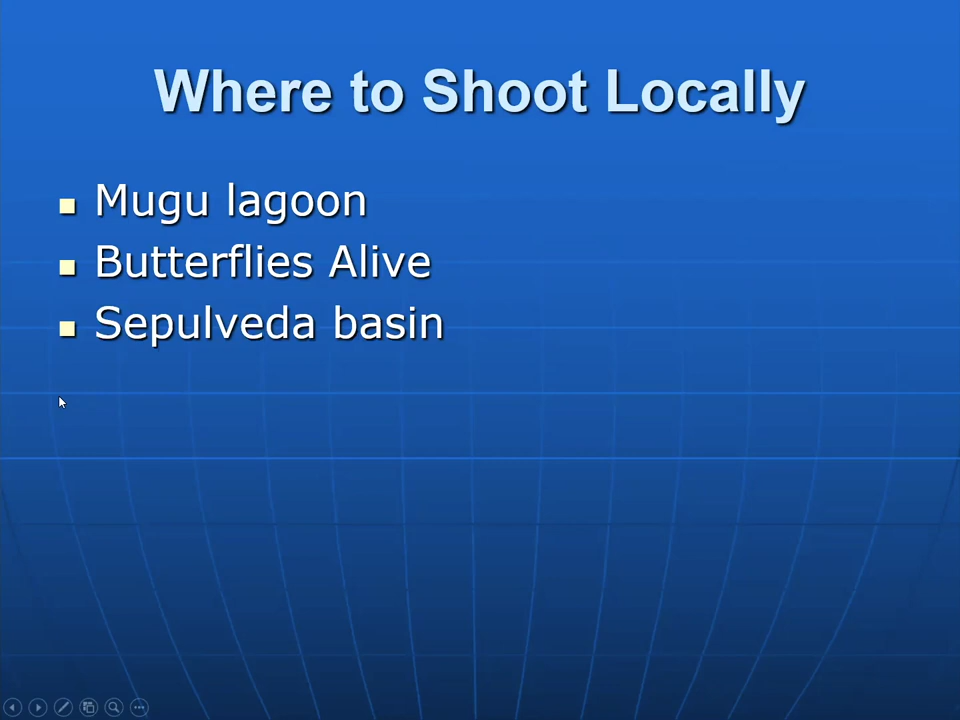 Where to Shoot Locally
Mugu lagoon
Butterflies Alive
Sepulveda basin